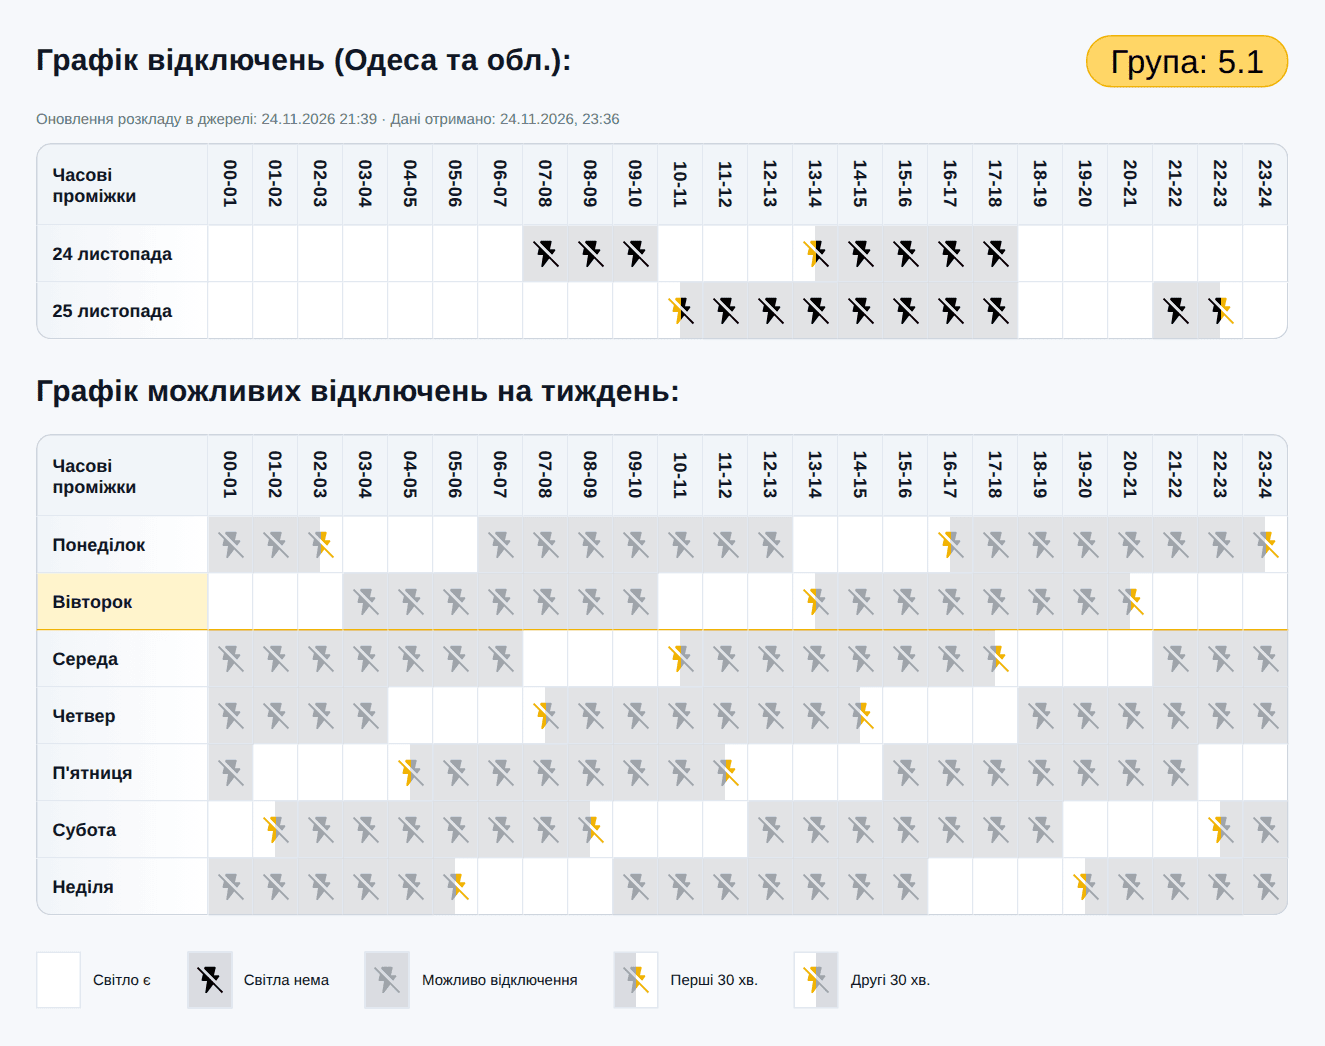 Графік відключень (Одеса та обл.):
Група: 5.1
Оновлення розкладу в джерелі: 24.11.2026 21:39 · Дані отримано: 24.11.2026, 23:36
Часові
проміжки
00-01 01-02 02-03 03-04 04-05 05-06 06-07 07-08 08-09 09-10 10-11 11-12 12-13 13-14 14-15 15-16 16-17 17-18 18-19 19-20 20-21 21-22 22-23 23-24
24 листопада
25 листопада
Графік можливих відключень на тиждень:
Часові
проміжки
00-01 01-02 02-03 03-04 04-05 05-06 06-07 07-08 08-09 09-10 10-11 11-12 12-13 13-14 14-15 15-16 16-17 17-18 18-19 19-20 20-21 21-22 22-23 23-24
Понеділок
Вівторок
Середа
Четвер
П'ятниця
Субота
Неділя
Світло є
Світла нема
Можливо відключення
Перші 30 хв.
Другі 30 хв.